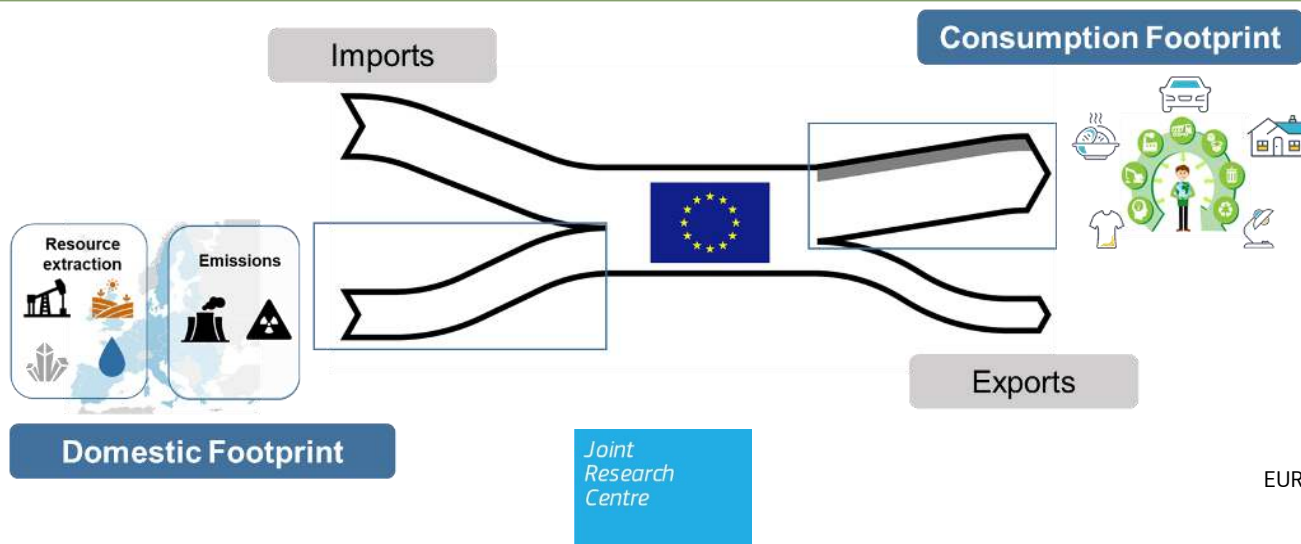 Consumption Footprint
Imports
Resource
extraction
Emissions
Exports
Domestic Footprint
Joint
Research
Centre
EUR